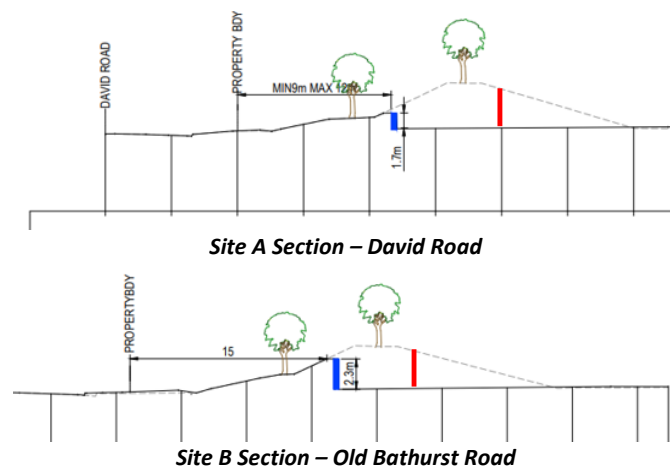 DAVID ROAD
PROPERTY BDY
MIN9m MAX 12m
1.7m
Site A Section – David Road
PROPERTYBDY
15
2.3m
Site B Section – Old Bathurst Road